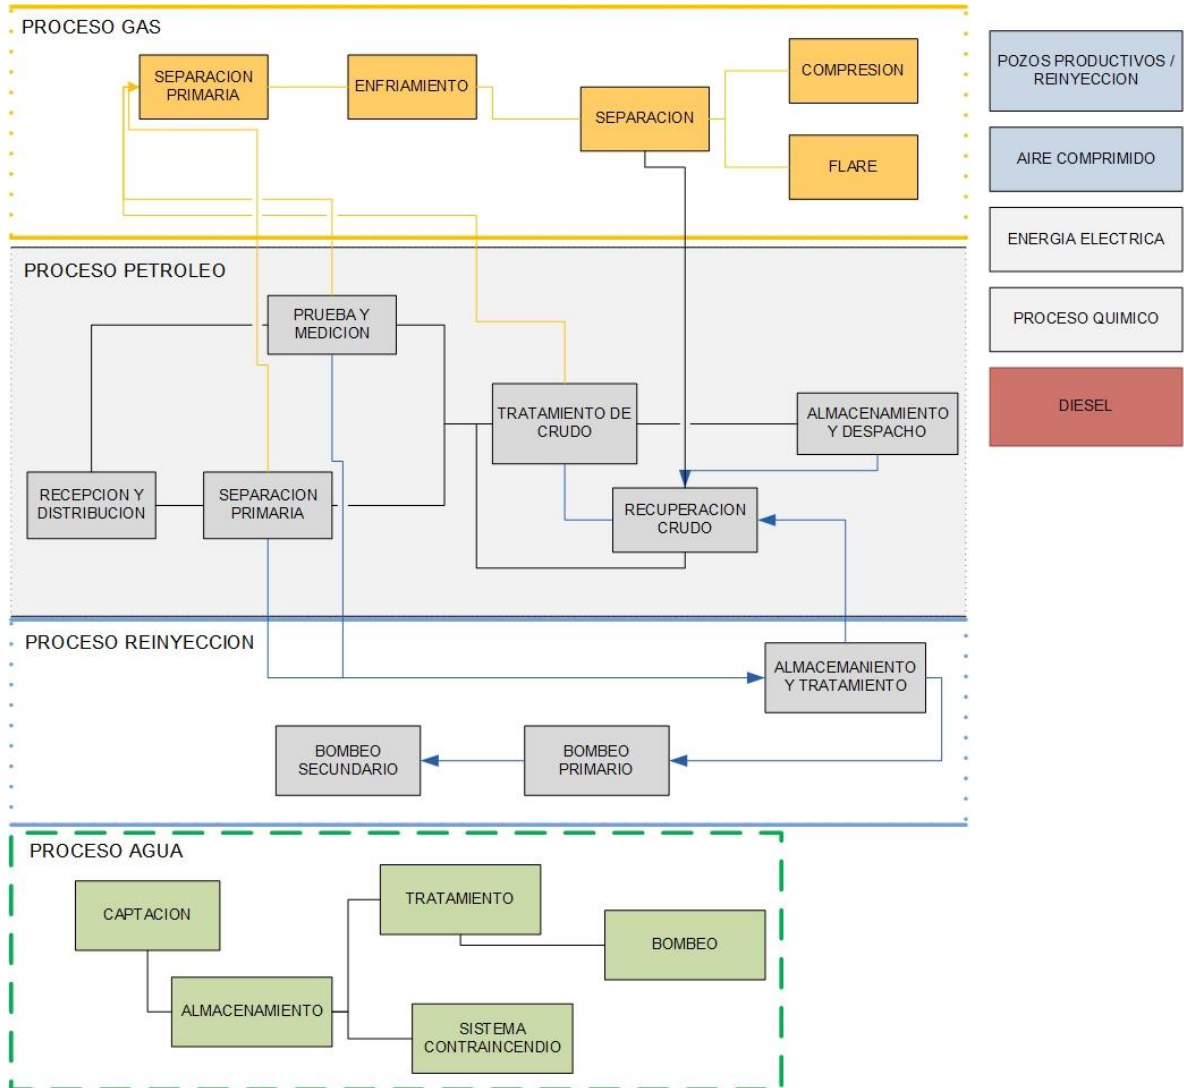 PROCESO GAS
SEPARACION
PRIMARIA
ENFRIAMIENTO
SEPARACION
COMPRESION
FLARE
POZOS PRODUCTIVOS /
REINYECCION
AIRE COMPRIMIDO
ENERGIA ELECTRICA
PROCESO QUIMICO
DIESEL
PROCESO PETROLEO
PRUEBA Y
MEDICION
TRATAMIENTO DE
CRUDO
ALMACENAMIENTO
Y DESPACHO
RECEPCION Y
DISTRIBUCION
SEPARACION
PRIMARIA
RECUPERACION
CRUDO
PROCESO REINYECCION
ALMACEMANIENTO
Y TRATAMIENTO
BOMBEO
SECUNDARIO
BOMBEO
PRIMARIO
PROCESO AGUA
CAPTACION
TRATAMIENTO
BOMBEO
ALMACENAMIENTO
SISTEMA
CONTRAINCENDIO